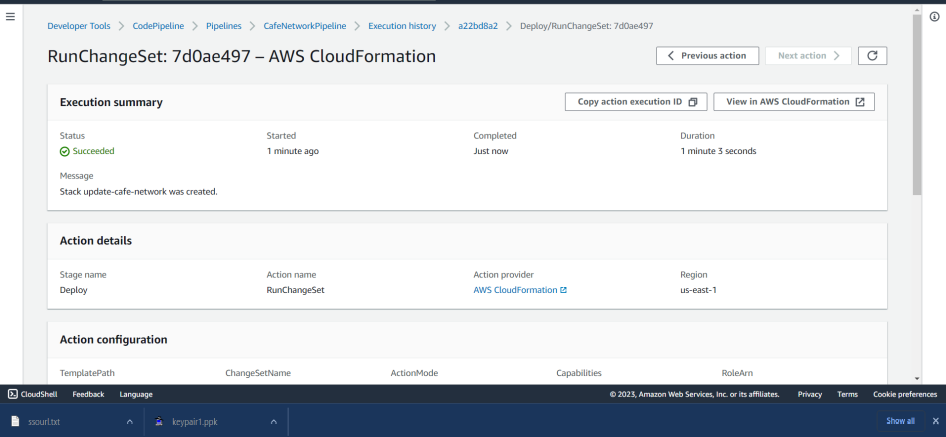 Developer Tools > CodePipeline > Pipelines > CafeNetworkPipeline > Execution history > a22bd8a2 > Deploy/RunChangeSet: 7d0ae497
RunChangeSet: 7d0ae497 – AWS CloudFormation
Previous action
Next action
Execution summary
Copy action execution ID
View in AWS CloudFormation
Status Started Completed Duration
Succeeded 1 minute ago Just now 1 minute 3 seconds
Message
Stack update-cafe-network was created.
Action details
Stage name Action name Action provider Region
Deploy RunChangeSet AWS CloudFormation us-east-1
Action configuration
TemplatePath ChangeSetName ActionMode Capabilities RoleArn
CloudShell Feedback Language © 2023, Amazon Web Services, Inc. or its affiliates. Privacy Terms Cookie preferences
ssourl.txt keypair1.ppk Show all